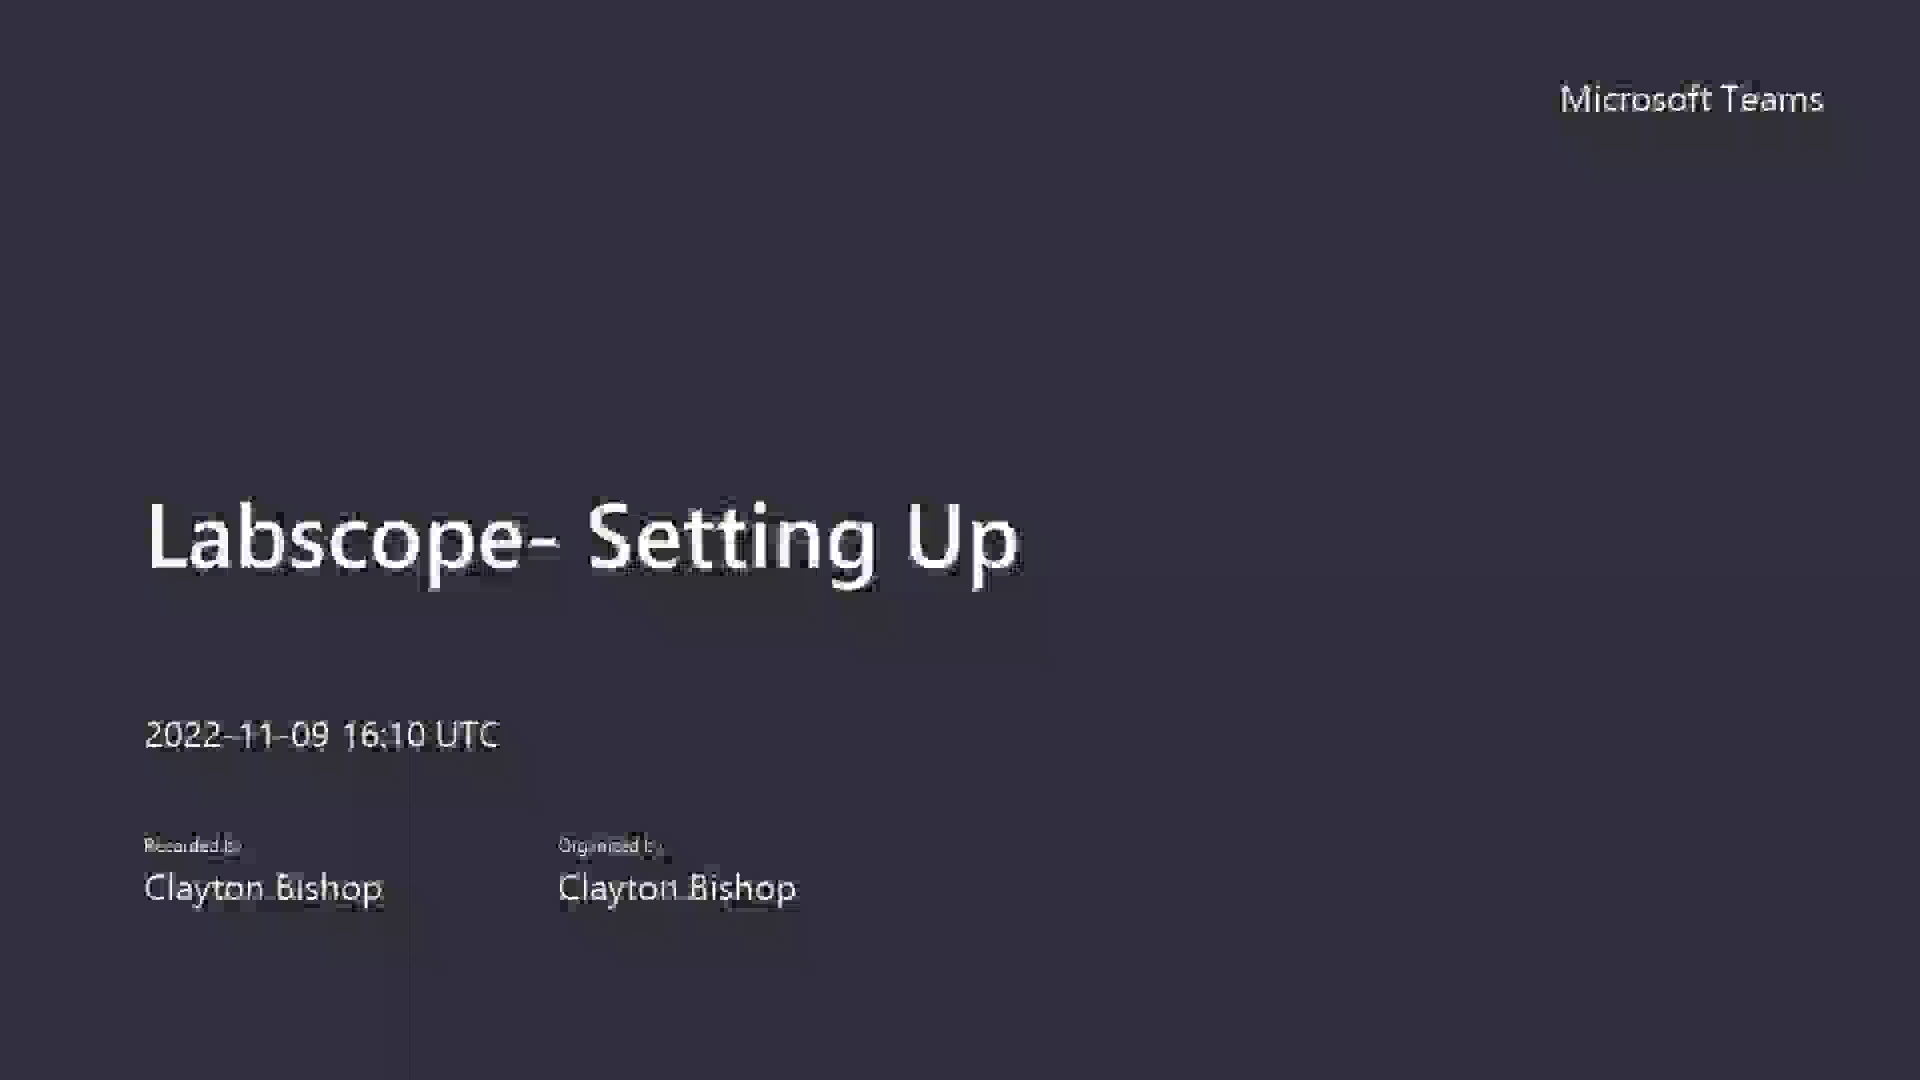 Microsoft Teams
Labscope- Setting Up
2022-11-09 16:10 UTC
Recorded by
Organized by
Clayton Bishop
Clayton Bishop